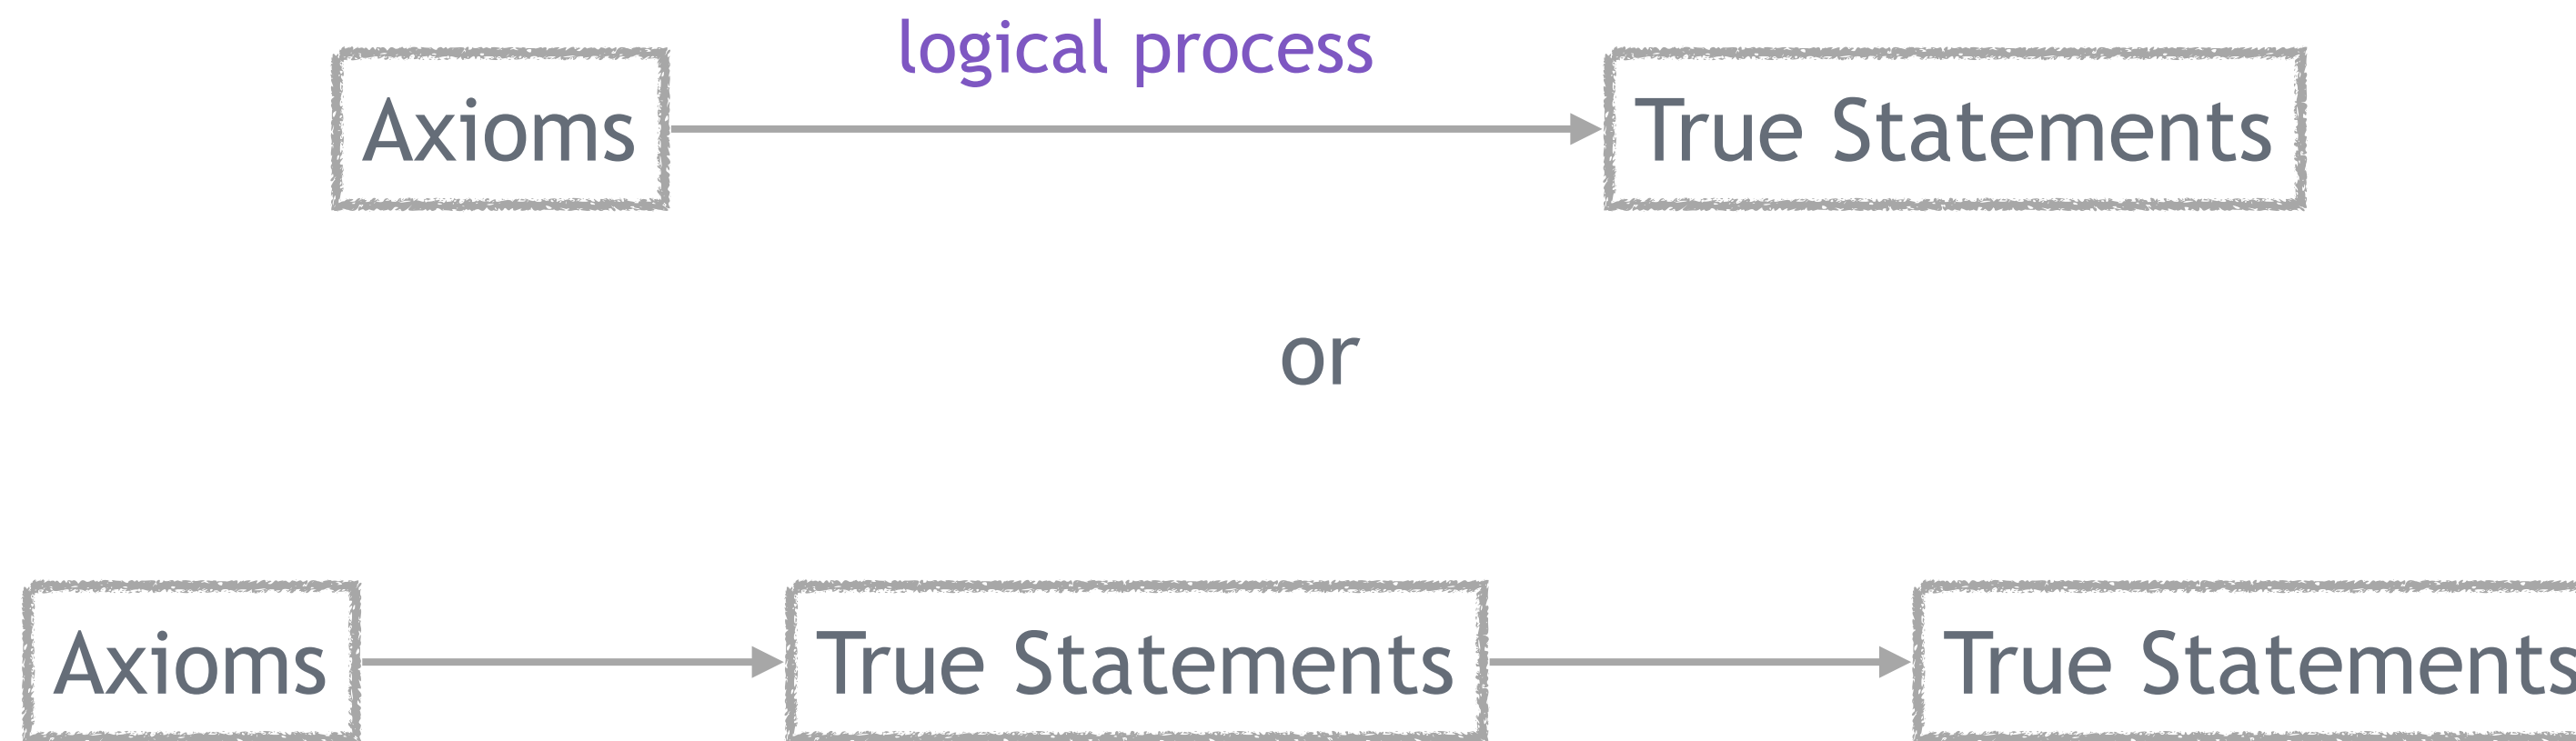 logical process
Axioms
True Statements
or
Axioms
True Statements
True Statements